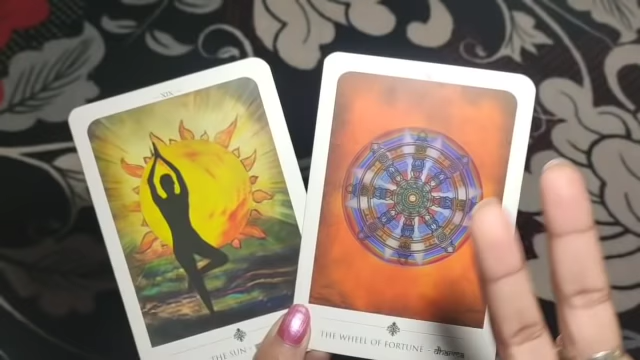 XIX
THE SUN
THE WHEEL OF FORTUNE